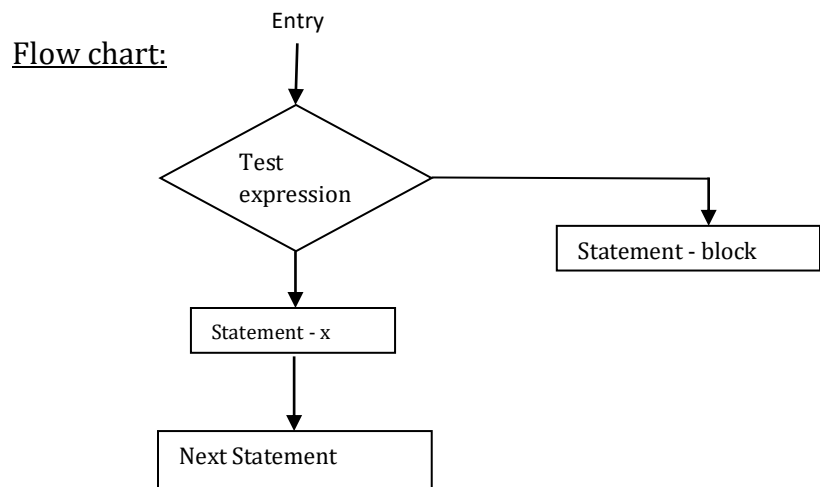 Entry
Flow chart:
Test
expression
Statement - block
Statement - x
Next Statement